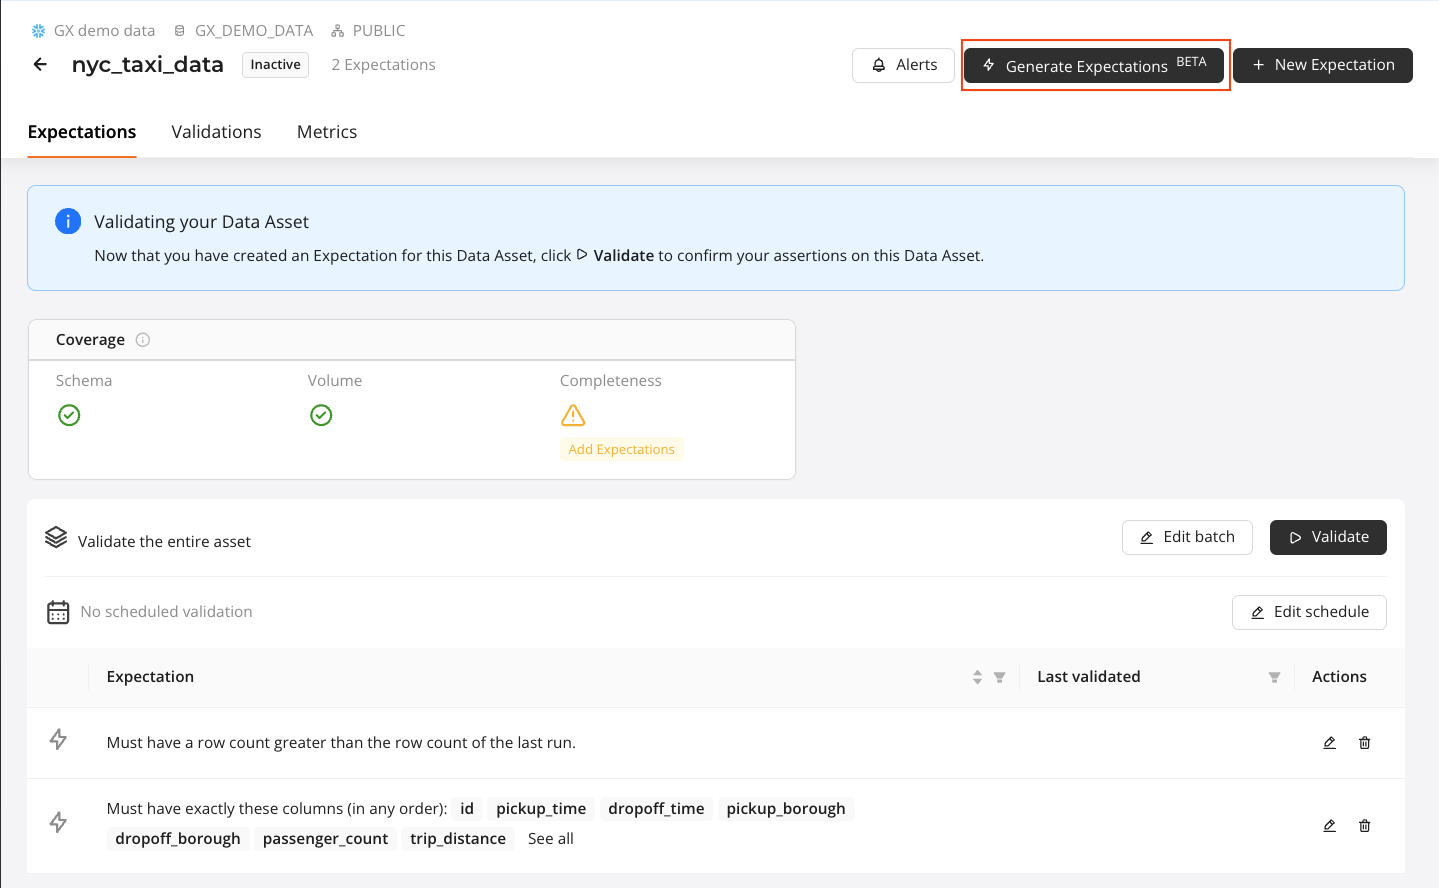 GX demo data GX_DEMO_DATA PUBLIC
nyc_taxi_data Inactive 2 Expectations Alerts Generate Expectations BETA New Expectation
Expectations Validations Metrics
Validating your Data Asset
Now that you have created an Expectation for this Data Asset, click Validate to confirm your assertions on this Data Asset.
Coverage
Schema Volume Completeness
Add Expectations
Validate the entire asset Edit batch Validate
No scheduled validation Edit schedule
Expectation Last validated Actions
Must have a row count greater than the row count of the last run.
Must have exactly these columns (in any order): id pickup_time dropoff_time pickup_borough
dropoff_borough passenger_count trip_distance See all